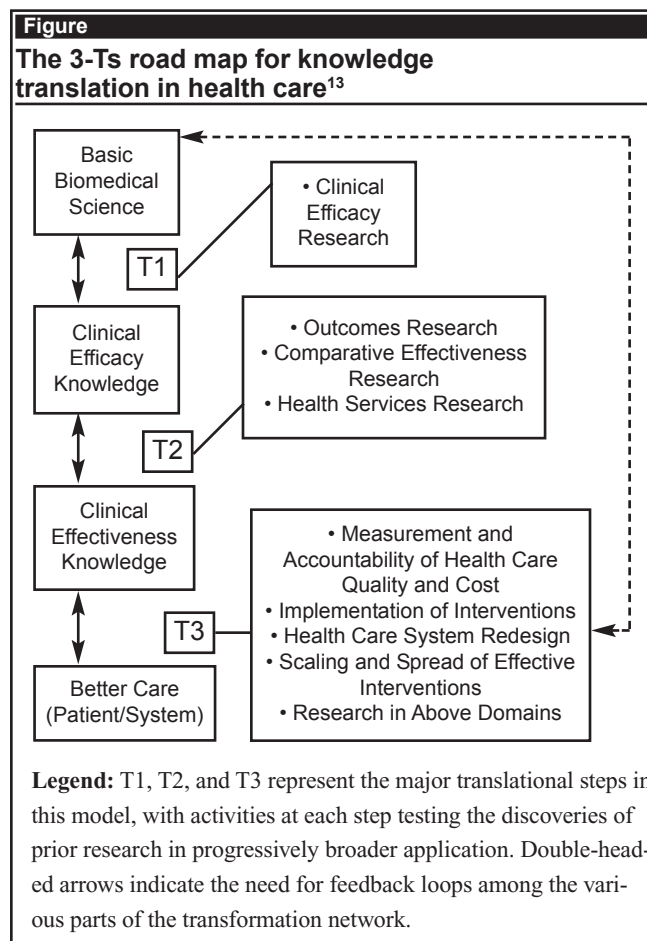 Figure
The 3-Ts road map for knowledge
translation in health care¹³
Basic
Biomedical
Science
• Clinical
Efficacy
Research
T1
Clinical
Efficacy
Knowledge
• Outcomes Research
• Comparative Effectiveness
Research
• Health Services Research
T2
Clinical
Effectiveness
Knowledge
• Measurement and
Accountability of Health Care
Quality and Cost
• Implementation of Interventions
• Health Care System Redesign
• Scaling and Spread of Effective
Interventions
• Research in Above Domains
T3
Better Care
(Patient/System)
Legend: T1, T2, and T3 represent the major translational steps in
this model, with activities at each step testing the discoveries of
prior research in progressively broader application. Double-head-
ed arrows indicate the need for feedback loops among the vari-
ous parts of the transformation network.